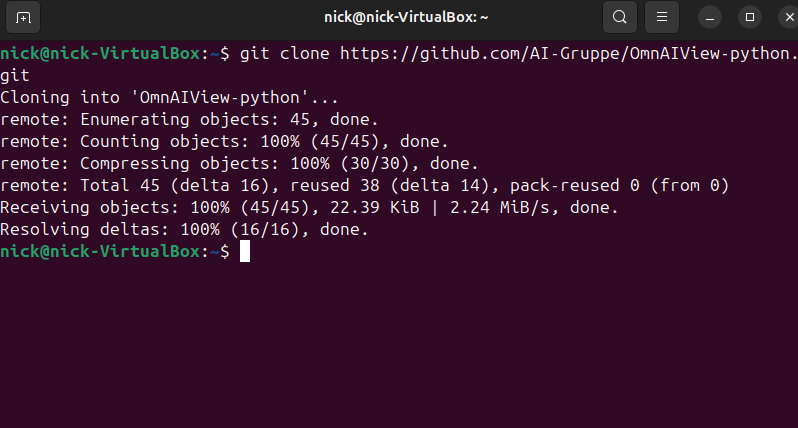 nick@nick-VirtualBox: ~
nick@nick-VirtualBox:~$ git clone https://github.com/AI-Gruppe/OmnAIView-python.
git
Cloning into 'OmnAIView-python'...
remote: Enumerating objects: 45, done.
remote: Counting objects: 100% (45/45), done.
remote: Compressing objects: 100% (30/30), done.
remote: Total 45 (delta 16), reused 38 (delta 14), pack-reused 0 (from 0)
Receiving objects: 100% (45/45), 22.39 KiB | 2.24 MiB/s, done.
Resolving deltas: 100% (16/16), done.
nick@nick-VirtualBox:~$